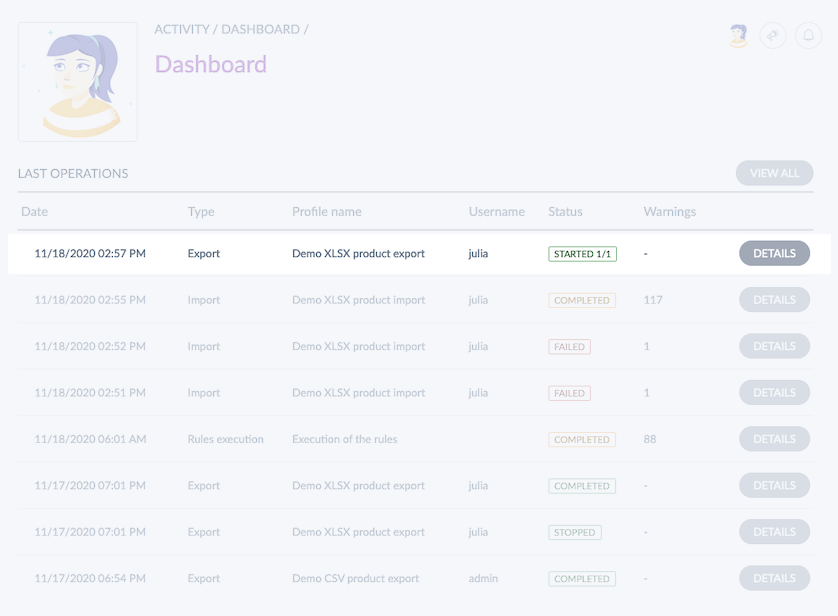 ACTIVITY / DASHBOARD /
Dashboard
LAST OPERATIONS VIEW ALL
Date Type Profile name Username Status Warnings
11/18/2020 02:57 PM Export Demo XLSX product export julia STARTED 1/1 - DETAILS
11/18/2020 02:55 PM Import Demo XLSX product import julia COMPLETED 117 DETAILS
11/18/2020 02:52 PM Import Demo XLSX product import julia FAILED 1 DETAILS
11/18/2020 02:51 PM Import Demo XLSX product import julia FAILED 1 DETAILS
11/18/2020 06:01 AM Rules execution Execution of the rules COMPLETED 88 DETAILS
11/17/2020 07:01 PM Export Demo XLSX product export julia COMPLETED - DETAILS
11/17/2020 07:01 PM Export Demo XLSX product export julia STOPPED - DETAILS
11/17/2020 06:54 PM Export Demo CSV product export admin COMPLETED - DETAILS